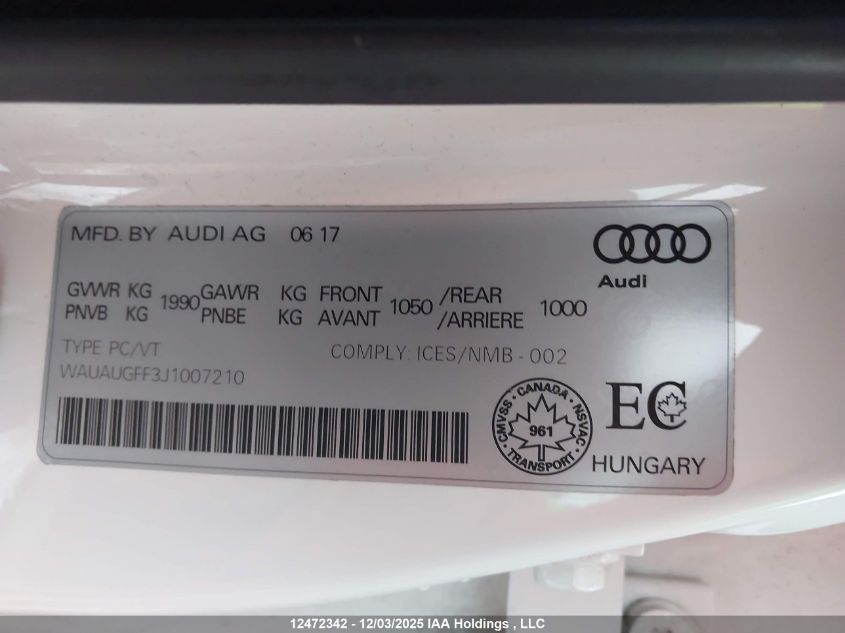 MFD. BY AUDI AG 06 17
Audi
GVWR KG 1990 GAWR KG FRONT 1050 /REAR 1000
PNVB KG PNBE KG AVANT /ARRIERE
TYPE PC/VT COMPLY: ICES/NMB - 002
WAUAUGFF3J1007210
CMVSS - CANADA - NSVAC
961
TRANSPORT
EC
HUNGARY
12472342 - 12/03/2025 IAA Holdings , LLC